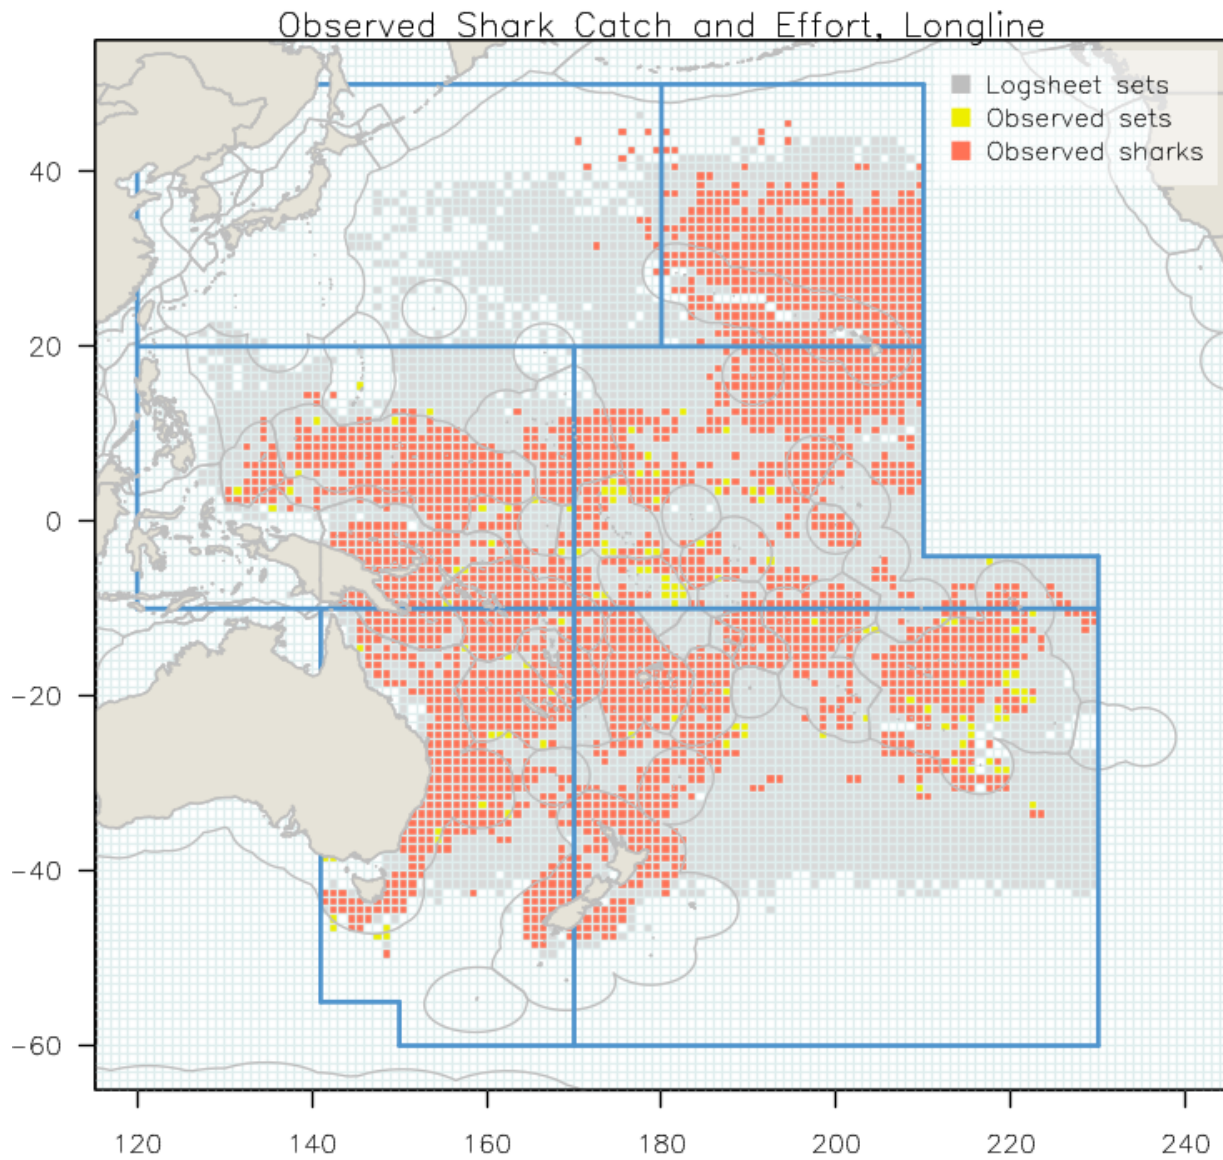 Observed Shark Catch and Effort, Longline
Logsheet sets
Observed sets
Observed sharks
40
20
0
−20
−40
−60
120 140 160 180 200 220 240